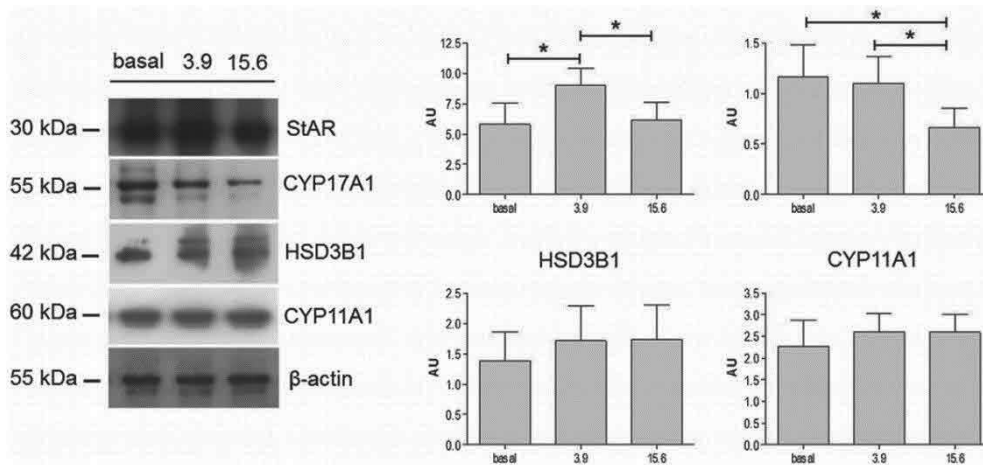 basal 3.9 15.6
30 kDa StAR
55 kDa CYP17A1
42 kDa HSD3B1
60 kDa CYP11A1
55 kDa β-actin
*
*
12.5
10.0
7.5
5.0
2.5
0.0
AU
basal 3.9 15.6
*
*
1.5
1.0
0.5
0.0
AU
basal 3.9 15.6
HSD3B1
2.5
2.0
1.5
1.0
0.5
0.0
AU
basal 3.9 15.6
CYP11A1
3.5
3.0
2.5
2.0
1.5
1.0
0.5
0.0
AU
basal 3.9 15.6